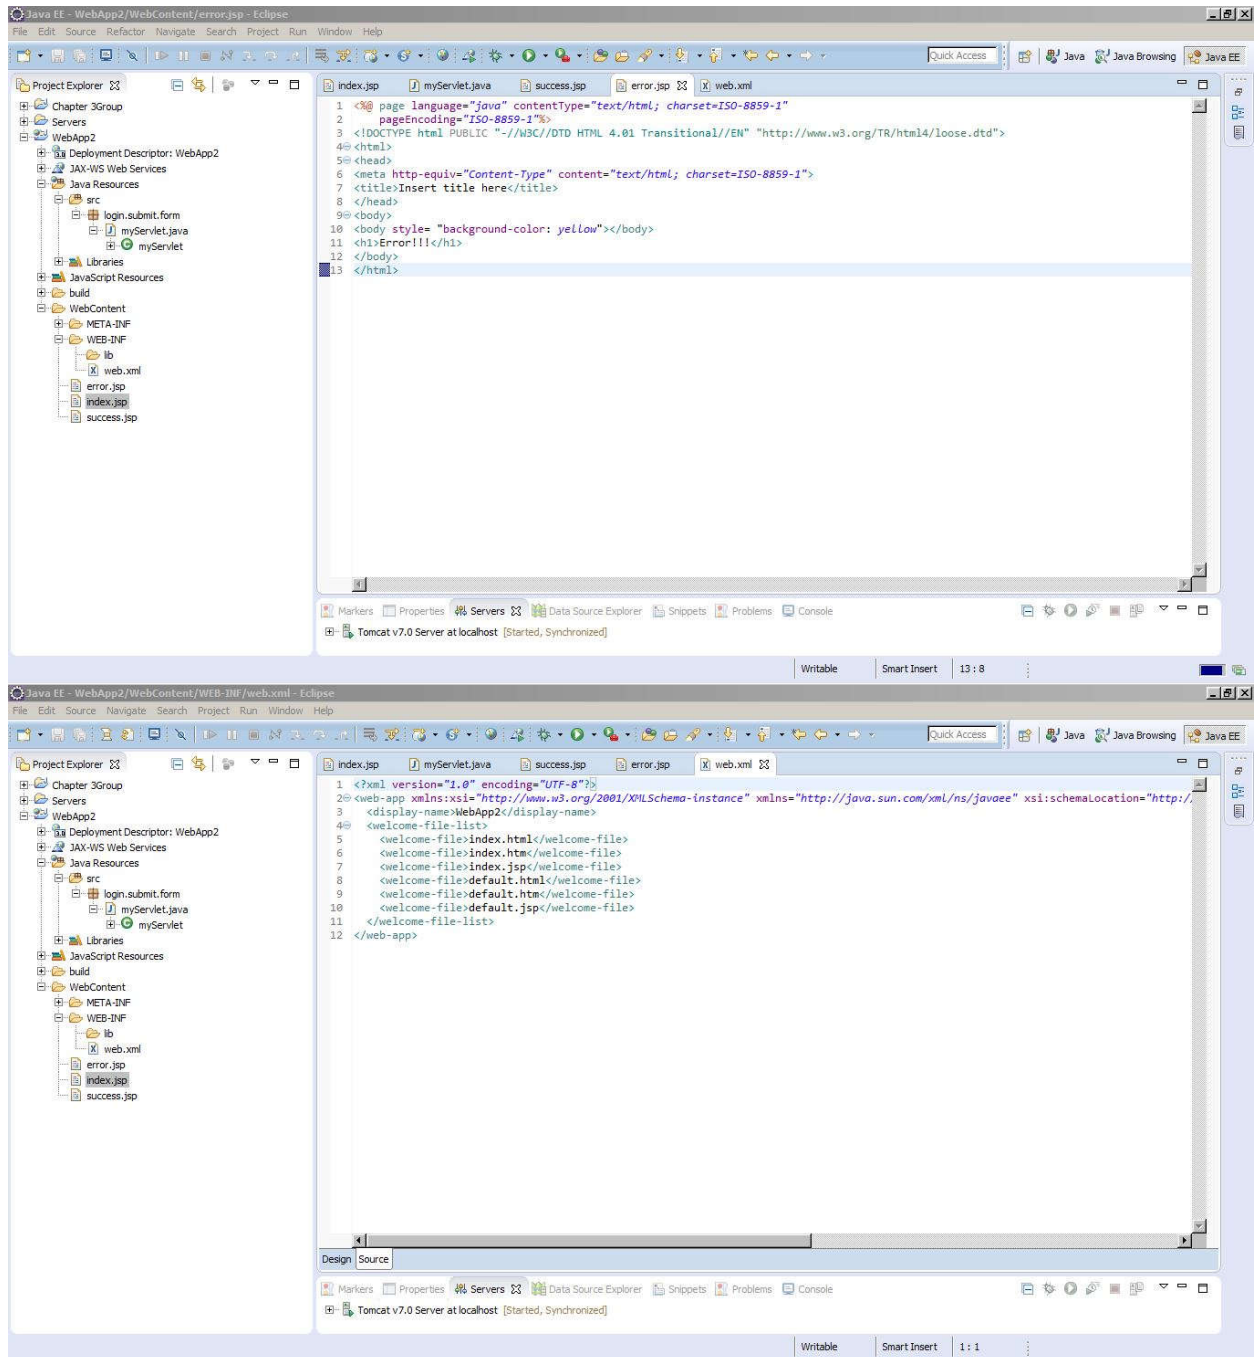 Java EE - WebApp2/WebContent/error.jsp - Eclipse
File Edit Source Refactor Navigate Search Project Run Window Help
Quick Access Java Java Browsing Java EE
Project Explorer
index.jsp myServlet.java success.jsp error.jsp web.xml
Chapter 3Group
Servers
WebApp2
Deployment Descriptor: WebApp2
JAX-WS Web Services
Java Resources
src
login.submit.form
myServlet.java
myServlet
Libraries
JavaScript Resources
build
WebContent
META-INF
WEB-INF
lib
web.xml
error.jsp
index.jsp
success.jsp
1 <%@ page language="java" contentType="text/html; charset=ISO-8859-1"
2 pageEncoding="ISO-8859-1"%>
3 <!DOCTYPE html PUBLIC "-//W3C//DTD HTML 4.01 Transitional//EN" "http://www.w3.org/TR/html4/loose.dtd">
4 <html>
5 <head>
6 <meta http-equiv="Content-Type" content="text/html; charset=ISO-8859-1">
7 <title>Insert title here</title>
8 </head>
9 <body>
10 <body style= "background-color: yellow"></body>
11 <h1>Error!!!</h1>
12 </body>
13 </html>
Markers Properties Servers Data Source Explorer Snippets Problems Console
Tomcat v7.0 Server at localhost [Started, Synchronized]
Writable Smart Insert 13 : 8
Java EE - WebApp2/WebContent/WEB-INF/web.xml - Eclipse
File Edit Source Navigate Search Project Run Window Help
Quick Access Java Java Browsing Java EE
Project Explorer
index.jsp myServlet.java success.jsp error.jsp web.xml
Chapter 3Group
Servers
WebApp2
Deployment Descriptor: WebApp2
JAX-WS Web Services
Java Resources
src
login.submit.form
myServlet.java
myServlet
Libraries
JavaScript Resources
build
WebContent
META-INF
WEB-INF
lib
web.xml
error.jsp
index.jsp
success.jsp
1 <?xml version="1.0" encoding="UTF-8"?>
2 <web-app xmlns:xsi="http://www.w3.org/2001/XMLSchema-instance" xmlns="http://java.sun.com/xml/ns/javaee" xsi:schemaLocation="http:/
3 <display-name>WebApp2</display-name>
4 <welcome-file-list>
5 <welcome-file>index.html</welcome-file>
6 <welcome-file>index.htm</welcome-file>
7 <welcome-file>index.jsp</welcome-file>
8 <welcome-file>default.html</welcome-file>
9 <welcome-file>default.htm</welcome-file>
10 <welcome-file>default.jsp</welcome-file>
11 </welcome-file-list>
12 </web-app>
Design Source
Markers Properties Servers Data Source Explorer Snippets Problems Console
Tomcat v7.0 Server at localhost [Started, Synchronized]
Writable Smart Insert 1 : 1